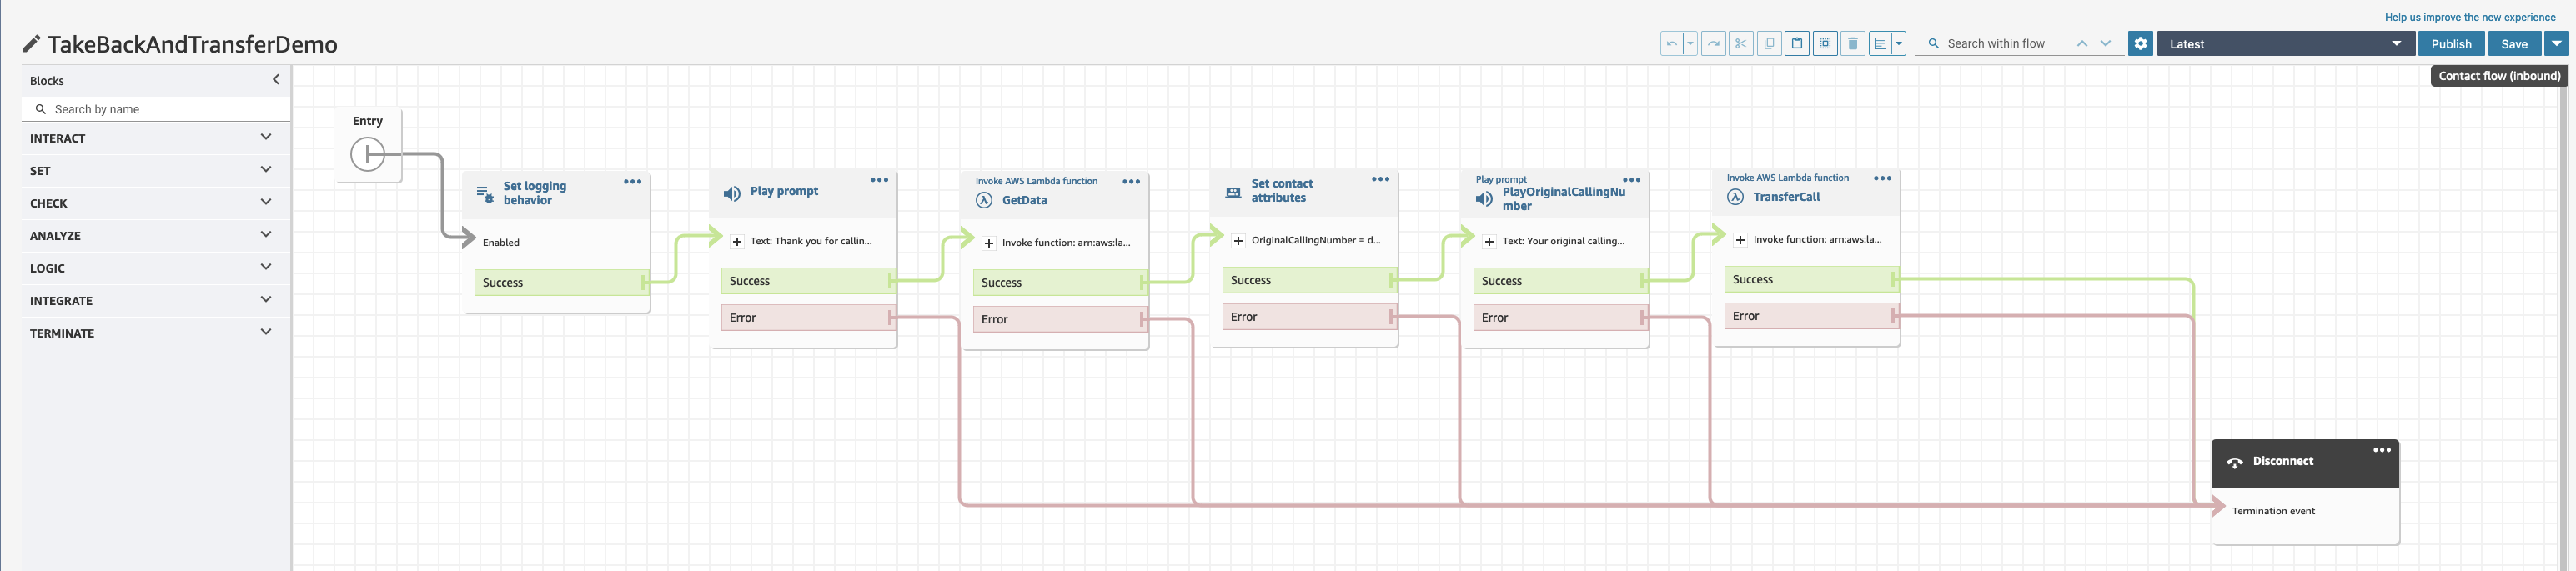 Help us improve the new experience
TakeBackAndTransferDemo
Search within flow
Latest
Publish
Save
Contact flow (inbound)
Blocks
Search by name
INTERACT
SET
CHECK
ANALYZE
LOGIC
INTEGRATE
TERMINATE
Entry
Set logging
behavior
Enabled
Success
Play prompt
Text: Thank you for callin...
Success
Error
Invoke AWS Lambda function
GetData
Invoke function: arn:aws:la...
Success
Error
Set contact
attributes
OriginalCallingNumber = d...
Success
Error
Play prompt
PlayOriginalCallingNu
mber
Text: Your original calling...
Success
Error
Invoke AWS Lambda function
TransferCall
Invoke function: arn:aws:la...
Success
Error
Disconnect
Termination event